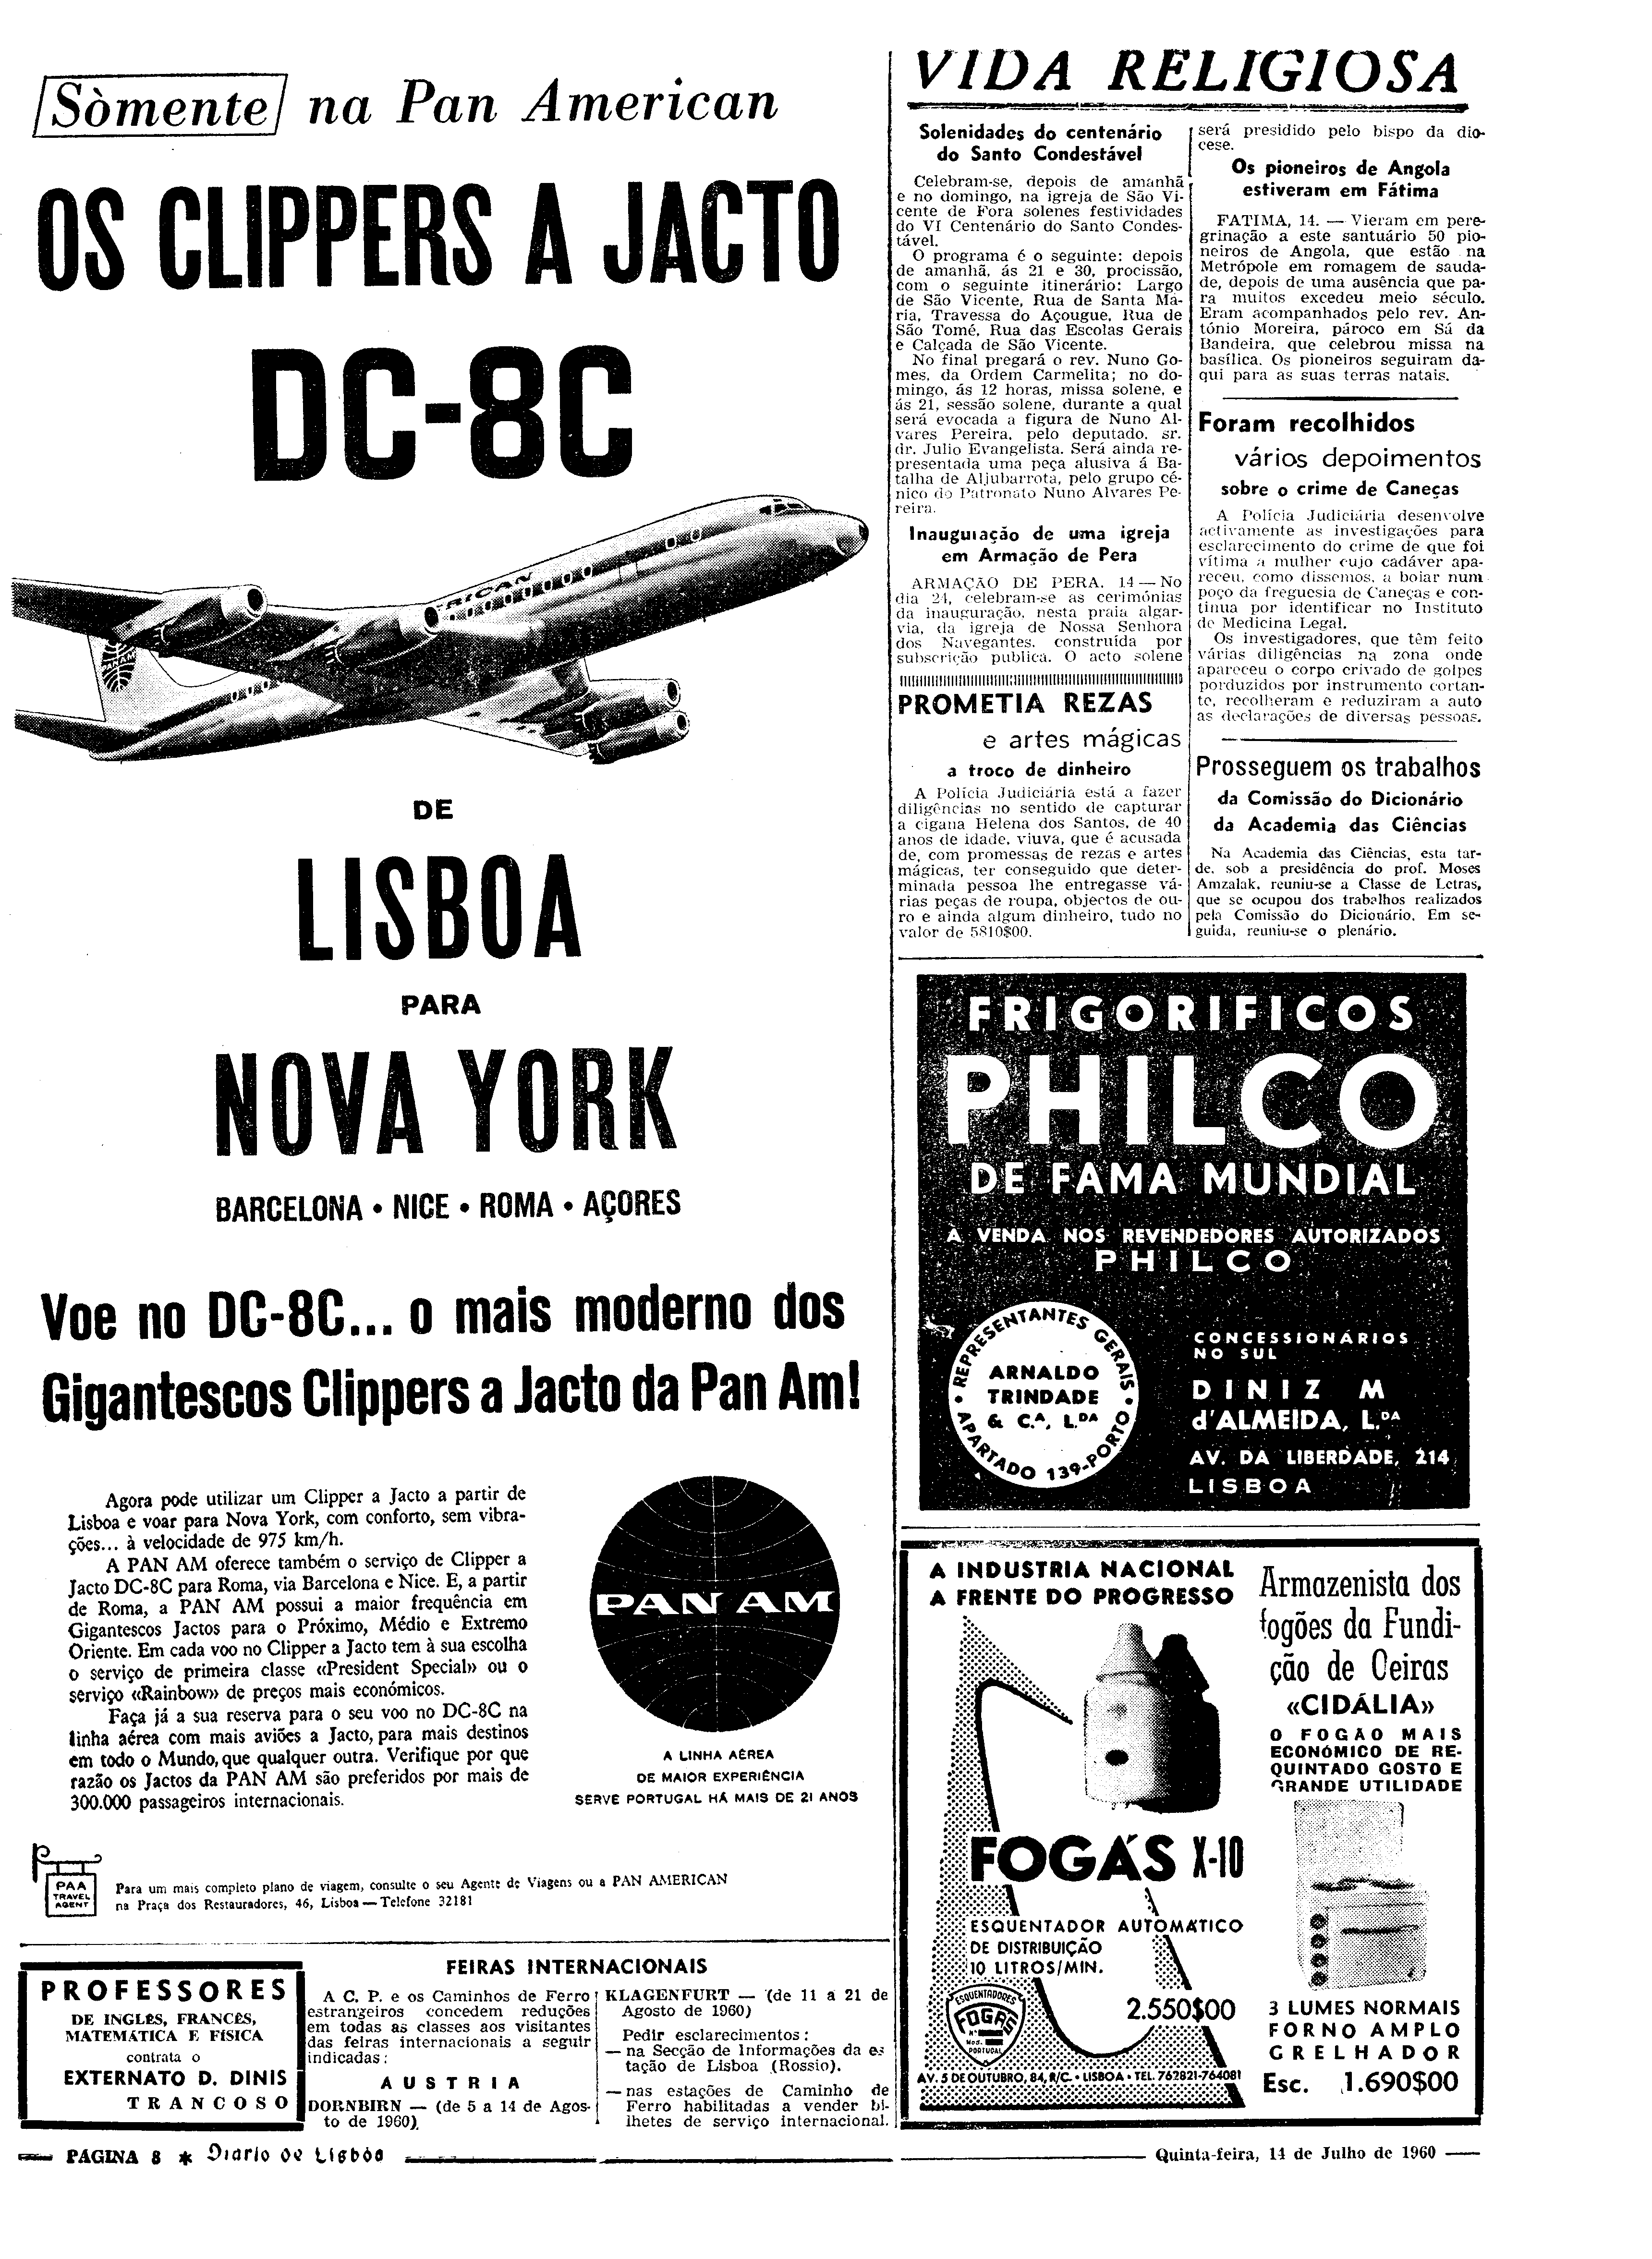 Sòmente na Pan American
OS CLIPPERS A JACTO
DC-8C
RICAN
PAN AM
DE
LISBOA
PARA
NOVA YORK
BARCELONA • NICE • ROMA • AÇORES
Voe no DC-8C... o mais moderno dos
Gigantescos Clippers a Jacto da Pan Am!
Agora pode utilizar um Clipper a Jacto a partir de
Lisboa e voar para Nova York, com conforto, sem vibra-
ções... à velocidade de 975 km/h.
A PAN AM oferece também o serviço de Clipper a
Jacto DC-8C para Roma, via Barcelona e Nice. E, a partir
de Roma, a PAN AM possui a maior frequência em
Gigantescos Jactos para o Próximo, Médio e Extremo
Oriente. Em cada voo no Clipper a Jacto tem à sua escolha
o serviço de primeira classe «President Special» ou o
serviço «Rainbow» de preços mais económicos.
Faça já a sua reserva para o seu voo no DC-8C na
linha aérea com mais aviões a Jacto, para mais destinos
em todo o Mundo, que qualquer outra. Verifique por que
razão os Jactos da PAN AM são preferidos por mais de
300.000 passageiros internacionais.
PAN AM
A LINHA AÉREA
DE MAIOR EXPERIÊNCIA
SERVE PORTUGAL HÁ MAIS DE 21 ANOS
PAA
TRAVEL
AGENT
Para um mais completo plano de viagem, consulte o seu Agente de Viagens ou a PAN AMERICAN
na Praça dos Restauradores, 46, Lisboa — Telefone 32181
PROFESSORES
DE INGLÊS, FRANCÊS,
MATEMÁTICA E FÍSICA
contrata o
EXTERNATO D. DINIS
TRANCOSO
FEIRAS INTERNACIONAIS
A C. P. e os Caminhos de Ferro
estrangeiros concedem reduções
em todas as classes aos visitantes
das feiras internacionais a seguir
indicadas:
AUSTRIA
DORNBIRN — (de 5 a 14 de Agos-
to de 1960)
KLAGENFURT — (de 11 a 21 de
Agosto de 1960)
Pedir esclarecimentos:
— na Secção de Informações da es
tação de Lisboa (Rossio).
— nas estações de Caminho de
Ferro habilitadas a vender bi-
lhetes de serviço internacional.
VIDA RELIGIOSA
Solenidades do centenário
do Santo Condestável
Celebram-se, depois de amanhã
e no domingo, na igreja de São Vi-
cente de Fora solenes festividades
do VI Centenário do Santo Condes-
tável.
O programa é o seguinte: depois
de amanhã, ás 21 e 30, procissão,
com o seguinte itinerário: Largo
de São Vicente, Rua de Santa Ma-
ria, Travessa do Açougue, Rua de
São Tomé, Rua das Escolas Gerais
e Calçada de São Vicente.
No final pregará o rev. Nuno Go-
mes, da Ordem Carmelita; no do-
mingo, ás 12 horas, missa solene, e
ás 21, sessão solene, durante a qual
será evocada a figura de Nuno Al-
vares Pereira, pelo deputado, sr.
dr. Julio Evangelista. Será ainda re-
presentada uma peça alusiva á Ba-
talha de Aljubarrota, pelo grupo cé-
nico do Patronato Nuno Alvares Pe-
reira.
Inauguiação de uma igreja
em Armação de Pera
ARMAÇÃO DE PERA, 14 — No
dia 24, celebram-se as cerimónias
da inauguração, nesta praia algar-
via, da igreja de Nossa Senhora
dos Navegantes, construída por
subscrição publica. O acto solene
será presidido pelo bispo da dio-
cese.
Os pioneiros de Angola
estiveram em Fátima
FATIMA, 14. — Vieram em pere-
grinação a este santuário 50 pio-
neiros de Angola, que estão na
Metrópole em romagem de sauda-
de, depois de uma ausência que pa-
ra muitos excedeu meio século.
Eram acompanhados pelo rev. An-
tónio Moreira, pároco em Sá da
Bandeira, que celebrou missa na
basílica. Os pioneiros seguiram da-
qui para as suas terras natais.
PROMETIA REZAS
e artes mágicas
a troco de dinheiro
A Polícia Judiciária está a fazer
diligências no sentido de capturar
a cigana Helena dos Santos, de 40
anos de idade, viuva, que é acusada
de, com promessas de rezas e artes
mágicas, ter conseguido que deter-
minada pessoa lhe entregasse vá-
rias peças de roupa, objectos de ou-
ro e ainda algum dinheiro, tudo no
valor de 5810$00.
Foram recolhidos
vários depoimentos
sobre o crime de Caneças
A Polícia Judiciária desenvolve
activamente as investigações para
esclarecimento do crime de que foi
vítima a mulher cujo cadáver apa-
receu, como dissemos, a boiar num
poço da freguesia de Caneças e con-
tinua por identificar no Instituto
de Medicina Legal.
Os investigadores, que têm feito
várias diligências na zona onde
apareceu o corpo crivado de golpes
porduzidos por instrumento cortan-
te, recolheram e reduziram a auto
as declarações de diversas pessoas.
Prosseguem os trabalhos
da Comissão do Dicionário
da Academia das Ciências
Na Academia das Ciências, esta tar-
de, sob a presidência do prof. Moses
Amzalak, reuniu-se a Classe de Letras,
que se ocupou dos trabalhos realizados
pela Comissão do Dicionário. Em se-
guida, reuniu-se o plenário.
FRIGORIFICOS
PHILCO
DE FAMA MUNDIAL
À VENDA NOS REVENDEDORES AUTORIZADOS
PHILCO
• REPRESENTANTES GERAIS •
ARNALDO
TRINDADE
& C.ª, L.DA
APARTADO 139-PORTO
CONCESSIONÁRIOS
NO SUL
DINIZ M
d'ALMEIDA, L.DA
AV. DA LIBERDADE, 214
LISBOA
A INDUSTRIA NACIONAL
A FRENTE DO PROGRESSO
FOGÁS X-10
ESQUENTADOR AUTOMÁTICO
DE DISTRIBUIÇÃO
10 LITROS/MIN.
ESQUENTADORES
FOGÁS
Nº
Mod.
PORTUGAL
2.550$00
AV. 5 DE OUTUBRO, 84, R/C. • LISBOA • TEL. 762821-764081
Armazenista dos
fogões da Fundi-
ção de Oeiras
«CIDÁLIA»
O FOGÃO MAIS
ECONÓMICO DE RE-
QUINTADO GOSTO E
GRANDE UTILIDADE
3 LUMES NORMAIS
FORNO AMPLO
GRELHADOR
Esc. 1.690$00
PAGINA 8 * Diário de Lisbôa
Quinta-feira, 14 de Julho de 1960